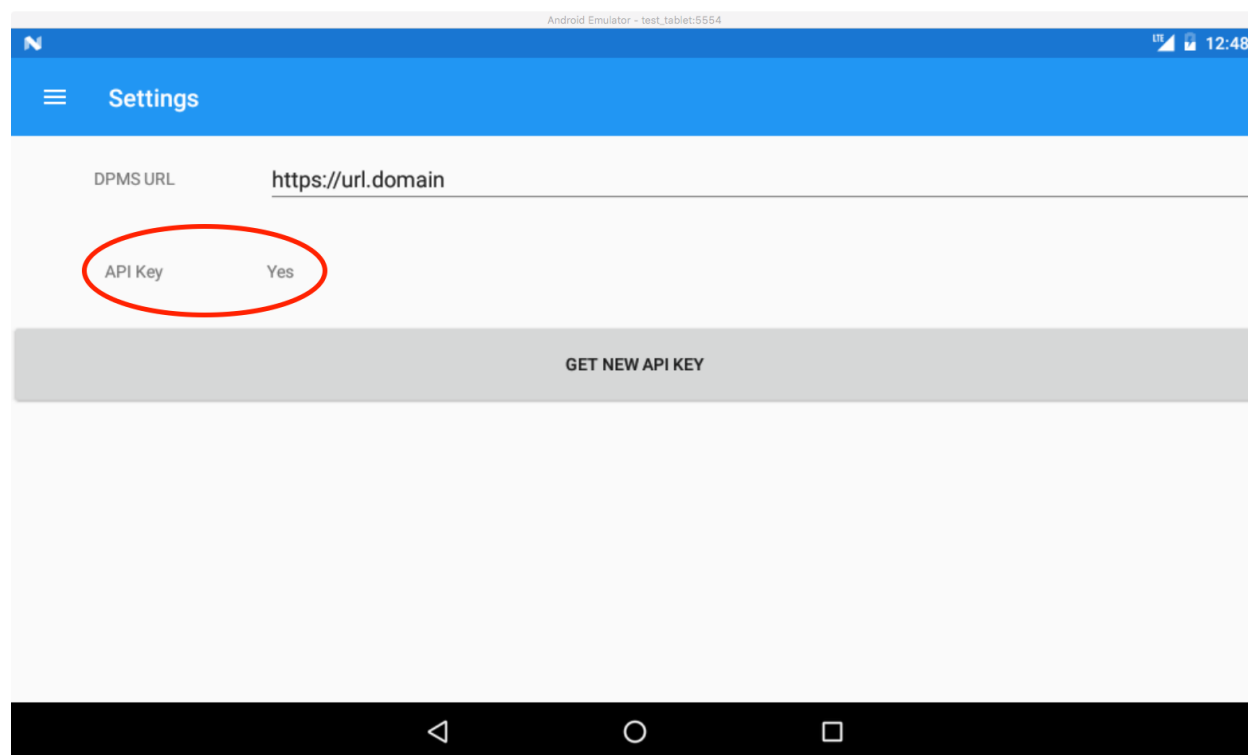 Android Emulator - test_tablet:5554
LTE 12:48
Settings
DPMS URL https://url.domain
API Key Yes
GET NEW API KEY